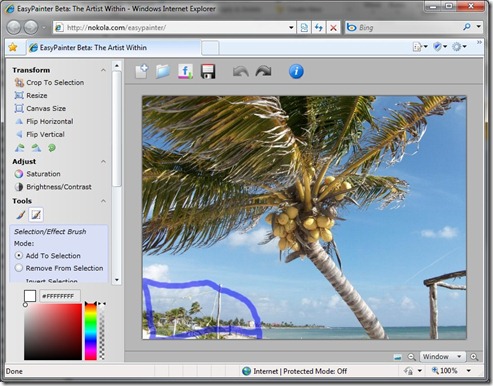 EasyPainter Beta: The Artist Within - Windows Internet Explorer
http://nokola.com/easypainter/
Bing
EasyPainter Beta: The Artist Within
Transform
Crop To Selection
Resize
Canvas Size
Flip Horizontal
Flip Vertical
Adjust
Saturation
Brightness/Contrast
Tools
Selection/Effect Brush
Mode:
Add To Selection
Remove From Selection
Invert Selection
#FFFFFFFF
Window
Done
Internet | Protected Mode: Off
100%